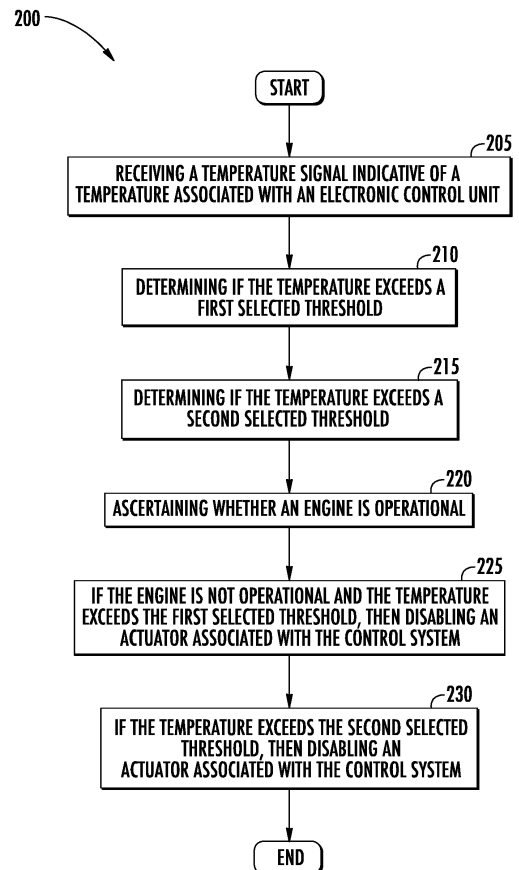 200
START
205
RECEIVING A TEMPERATURE SIGNAL INDICATIVE OF A
TEMPERATURE ASSOCIATED WITH AN ELECTRONIC CONTROL UNIT
210
DETERMINING IF THE TEMPERATURE EXCEEDS A
FIRST SELECTED THRESHOLD
215
DETERMINING IF THE TEMPERATURE EXCEEDS A
SECOND SELECTED THRESHOLD
220
ASCERTAINING WHETHER AN ENGINE IS OPERATIONAL
225
IF THE ENGINE IS NOT OPERATIONAL AND THE TEMPERATURE
EXCEEDS THE FIRST SELECTED THRESHOLD, THEN DISABLING AN
ACTUATOR ASSOCIATED WITH THE CONTROL SYSTEM
230
IF THE TEMPERATURE EXCEEDS THE SECOND SELECTED
THRESHOLD, THEN DISABLING AN
ACTUATOR ASSOCIATED WITH THE CONTROL SYSTEM
END